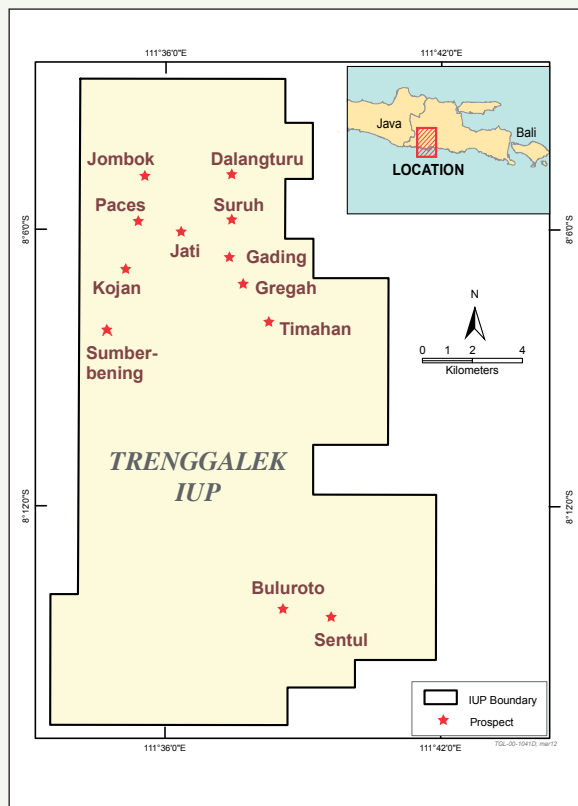 111°36'0"E
111°42'0"E
Java
Bali
LOCATION
Jombok
Dalangturu
Paces
Suruh
8°6'0"S
8°6'0"S
Jati
Gading
Kojan
Gregah
N
Timahan
Sumber-
bening
0 2 4
Kilometers
TRENGGALEK
IUP
8°12'0"S
8°12'0"S
Buluroto
Sentul
IUP Boundary
Prospect
TGL-00-1041D, mar12
111°36'0"E
111°42'0"E